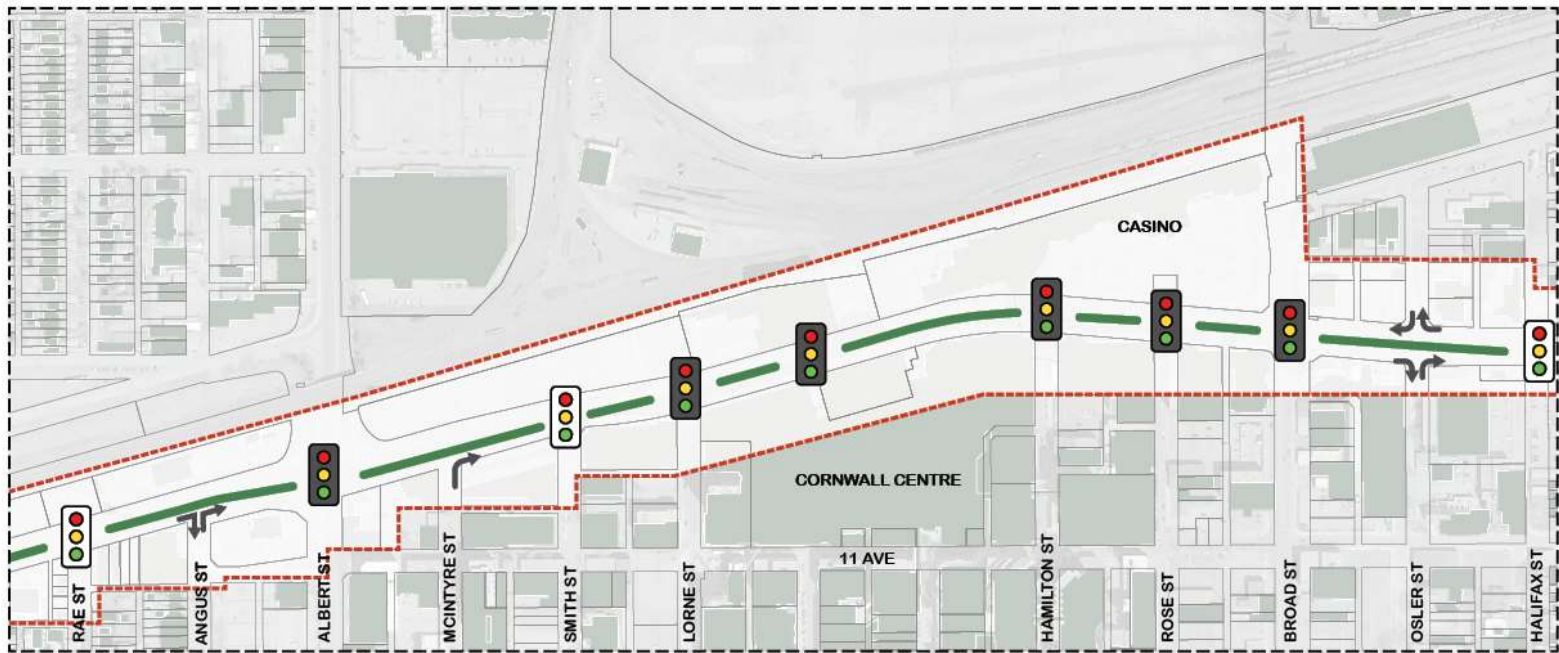 CASINO
CORNWALL CENTRE
11 AVE
RAE ST
ANGUS ST
ALBERT ST
MCINTYRE ST
SMITH ST
LORNE ST
HAMILTON ST
ROSE ST
BROAD ST
OSLER ST
HALIFAX ST